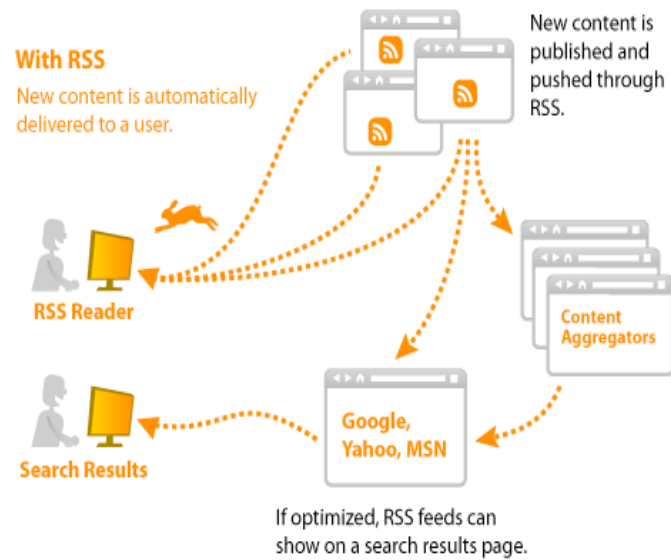 With RSS
New content is automatically
delivered to a user.
New content is
published and
pushed through
RSS.
RSS Reader
Content
Aggregators
Google,
Yahoo, MSN
Search Results
If optimized, RSS feeds can
show on a search results page.